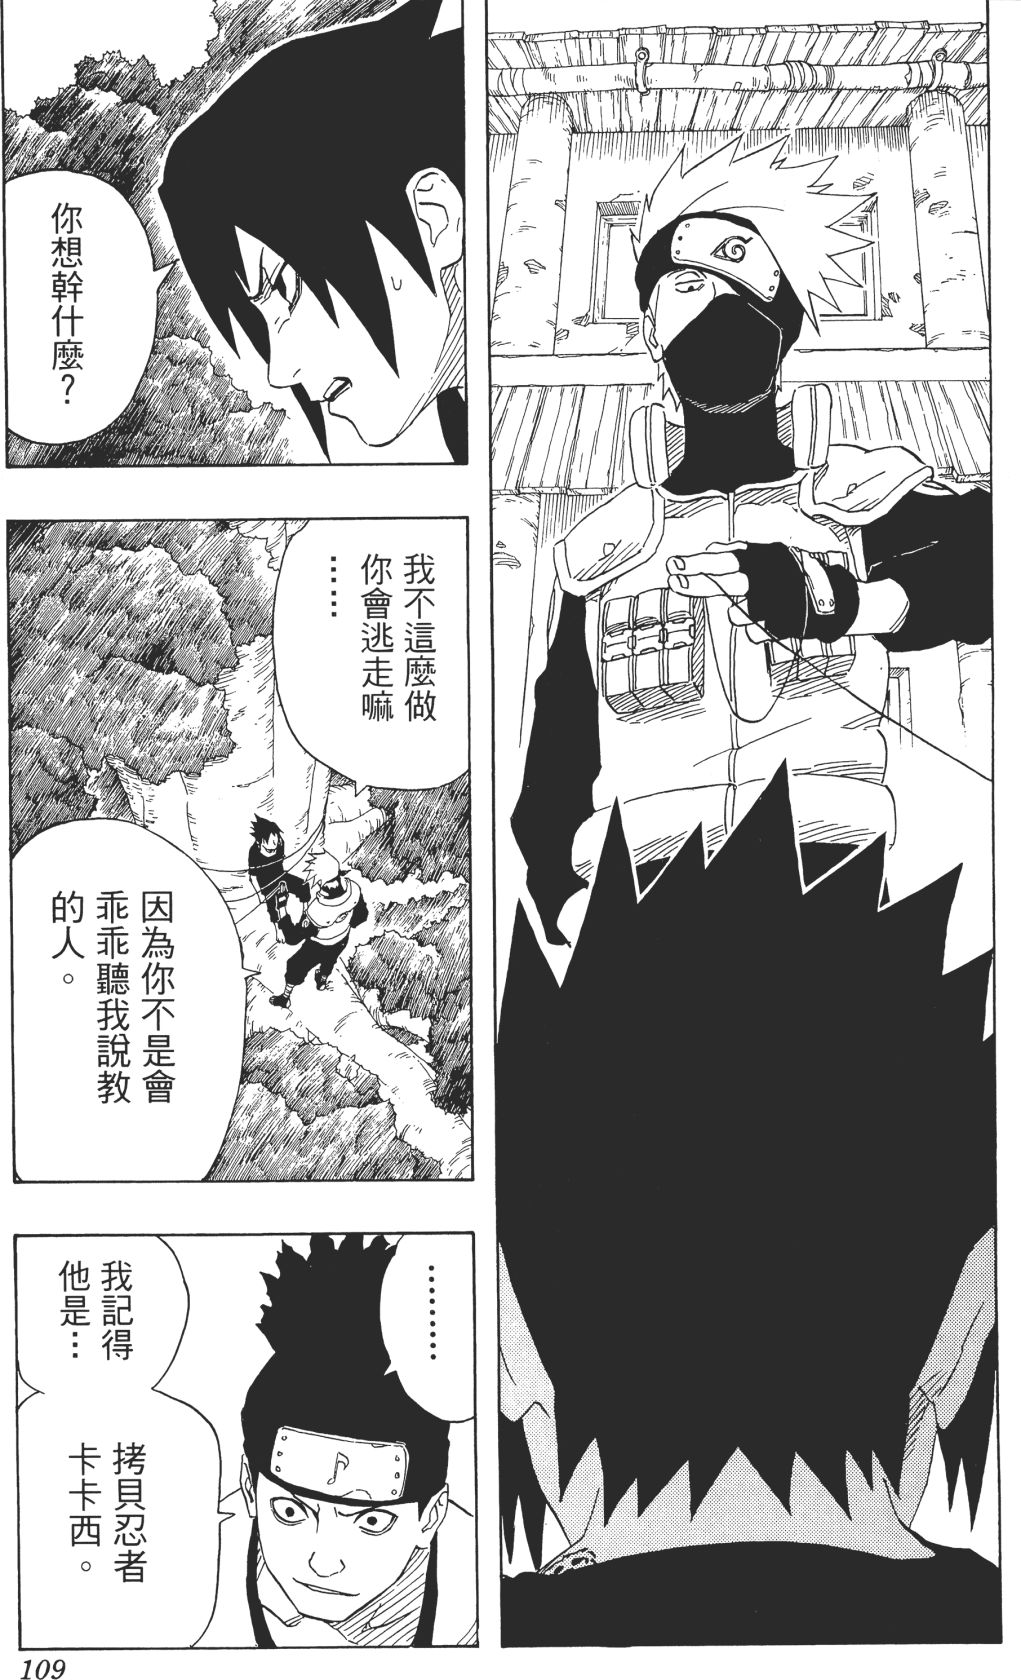 你想幹什麼？
我不這麼做
你會逃走嘛
……
因為你不是會
乖乖聽我說教
的人。
………
我記得
他是…
拷貝忍者
卡卡西。
109